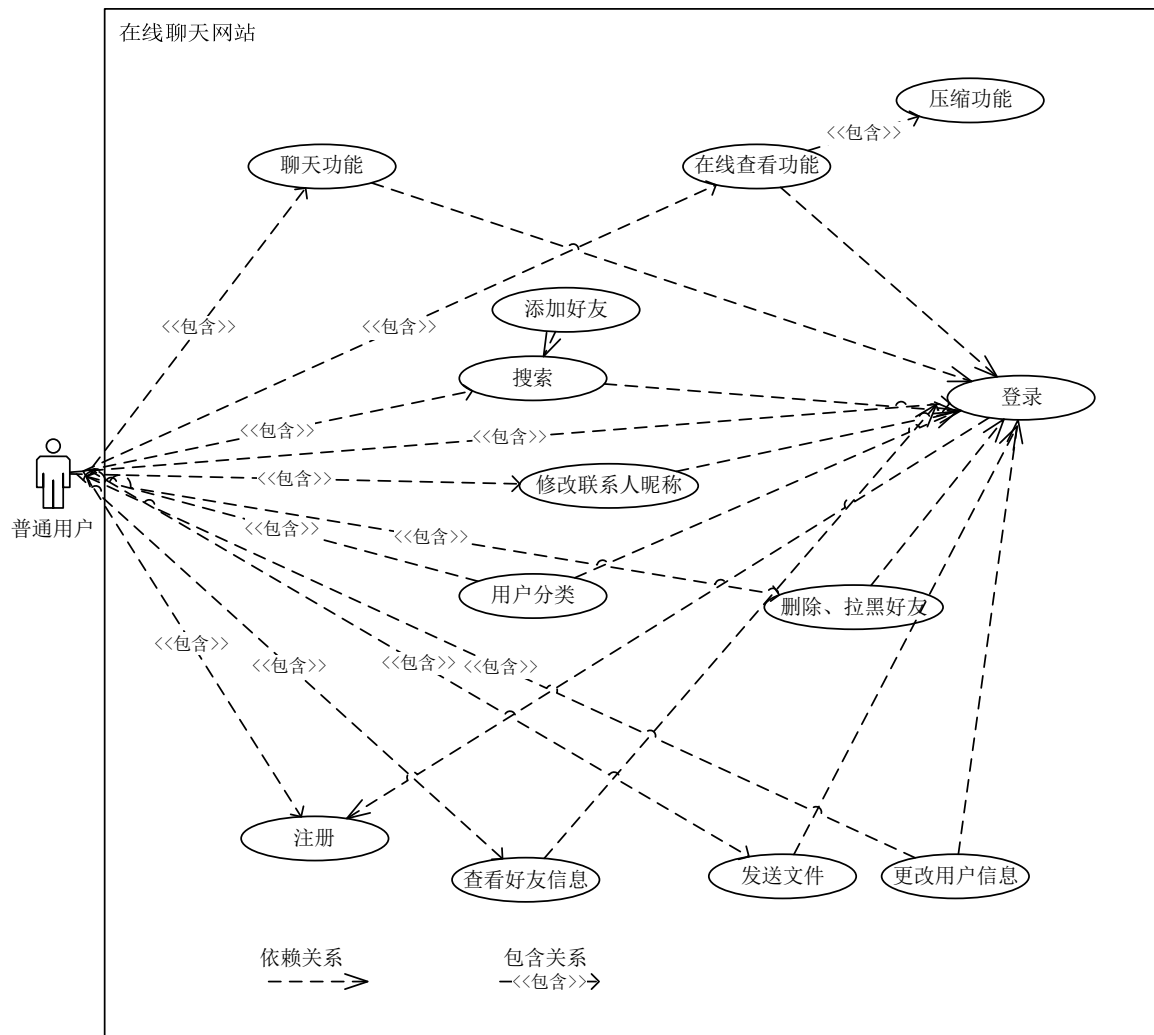 在线聊天网站
压缩功能
<<包含>>
聊天功能
在线查看功能
添加好友
<<包含>>
<<包含>>
搜索
登录
<<包含>>
<<包含>>
<<包含>>
修改联系人昵称
普通用户
<<包含>>
<<包含>>
<<包含>>
用户分类
删除、拉黑好友
<<包含>>
<<包含>>
<<包含>>
<<包含>>
注册
查看好友信息
发送文件
更改用户信息
依赖关系
包含关系
<<包含>>